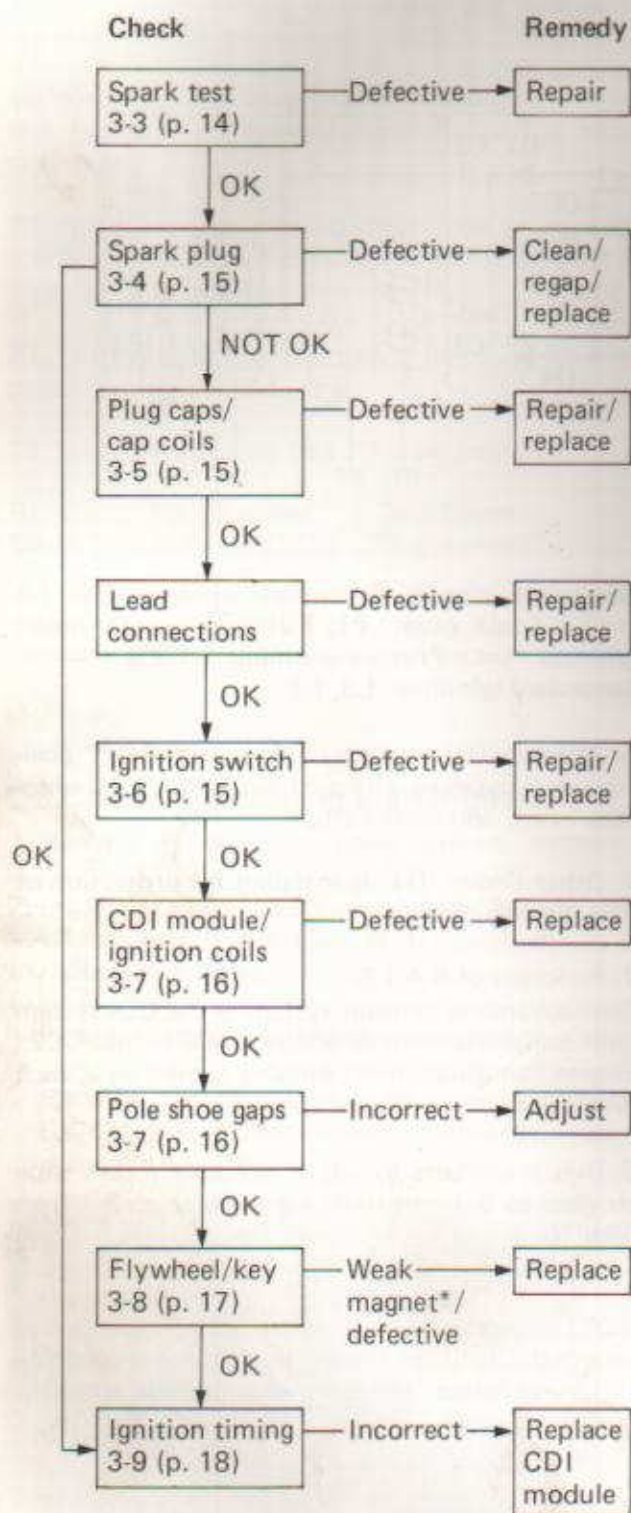 Check Remedy
Spark test
3-3 (p. 14)
Defective
Repair
OK
Spark plug
3-4 (p. 15)
Defective
Clean/
regap/
replace
NOT OK
Plug caps/
cap coils
3-5 (p. 15)
Defective
Repair/
replace
OK
Lead
connections
Defective
Repair/
replace
OK
Ignition switch
3-6 (p. 15)
Defective
Repair/
replace
OK
OK
CDI module/
ignition coils
3-7 (p. 16)
Defective
Replace
OK
Pole shoe gaps
3-7 (p. 16)
Incorrect
Adjust
OK
Flywheel/key
3-8 (p. 17)
Weak
magnet*/
defective
Replace
OK
Ignition timing
3-9 (p. 18)
Incorrect
Replace
CDI
module